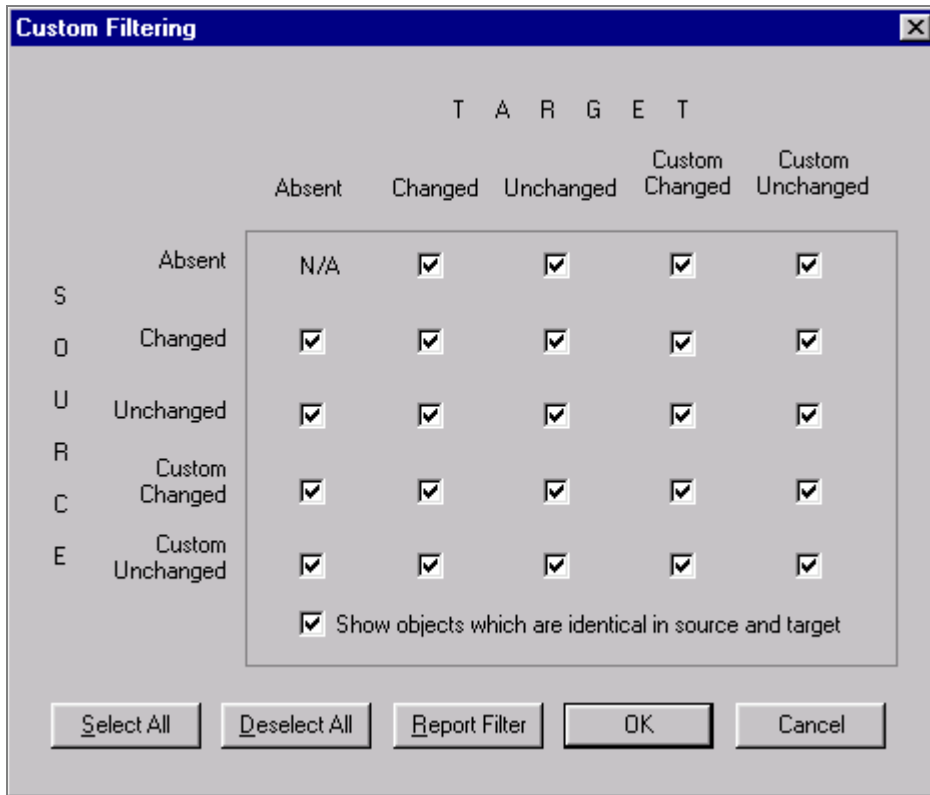 Custom Filtering
T A R G E T
Absent Changed Unchanged Custom Changed Custom Unchanged
Absent N/A
S
O
U
R
C
E
Changed
Unchanged
Custom
Changed
Custom
Unchanged
Show objects which are identical in source and target
Select All Deselect All Report Filter OK Cancel